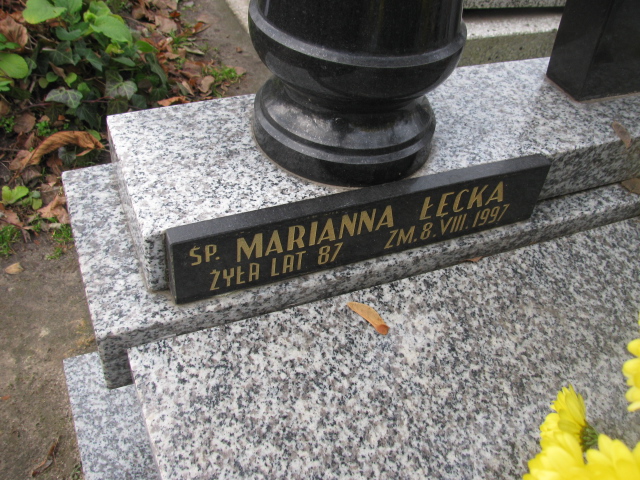 ŚP. MARIANNA ŁECKA
ŻYŁA LAT 87 ZM. 8. VIII. 1997